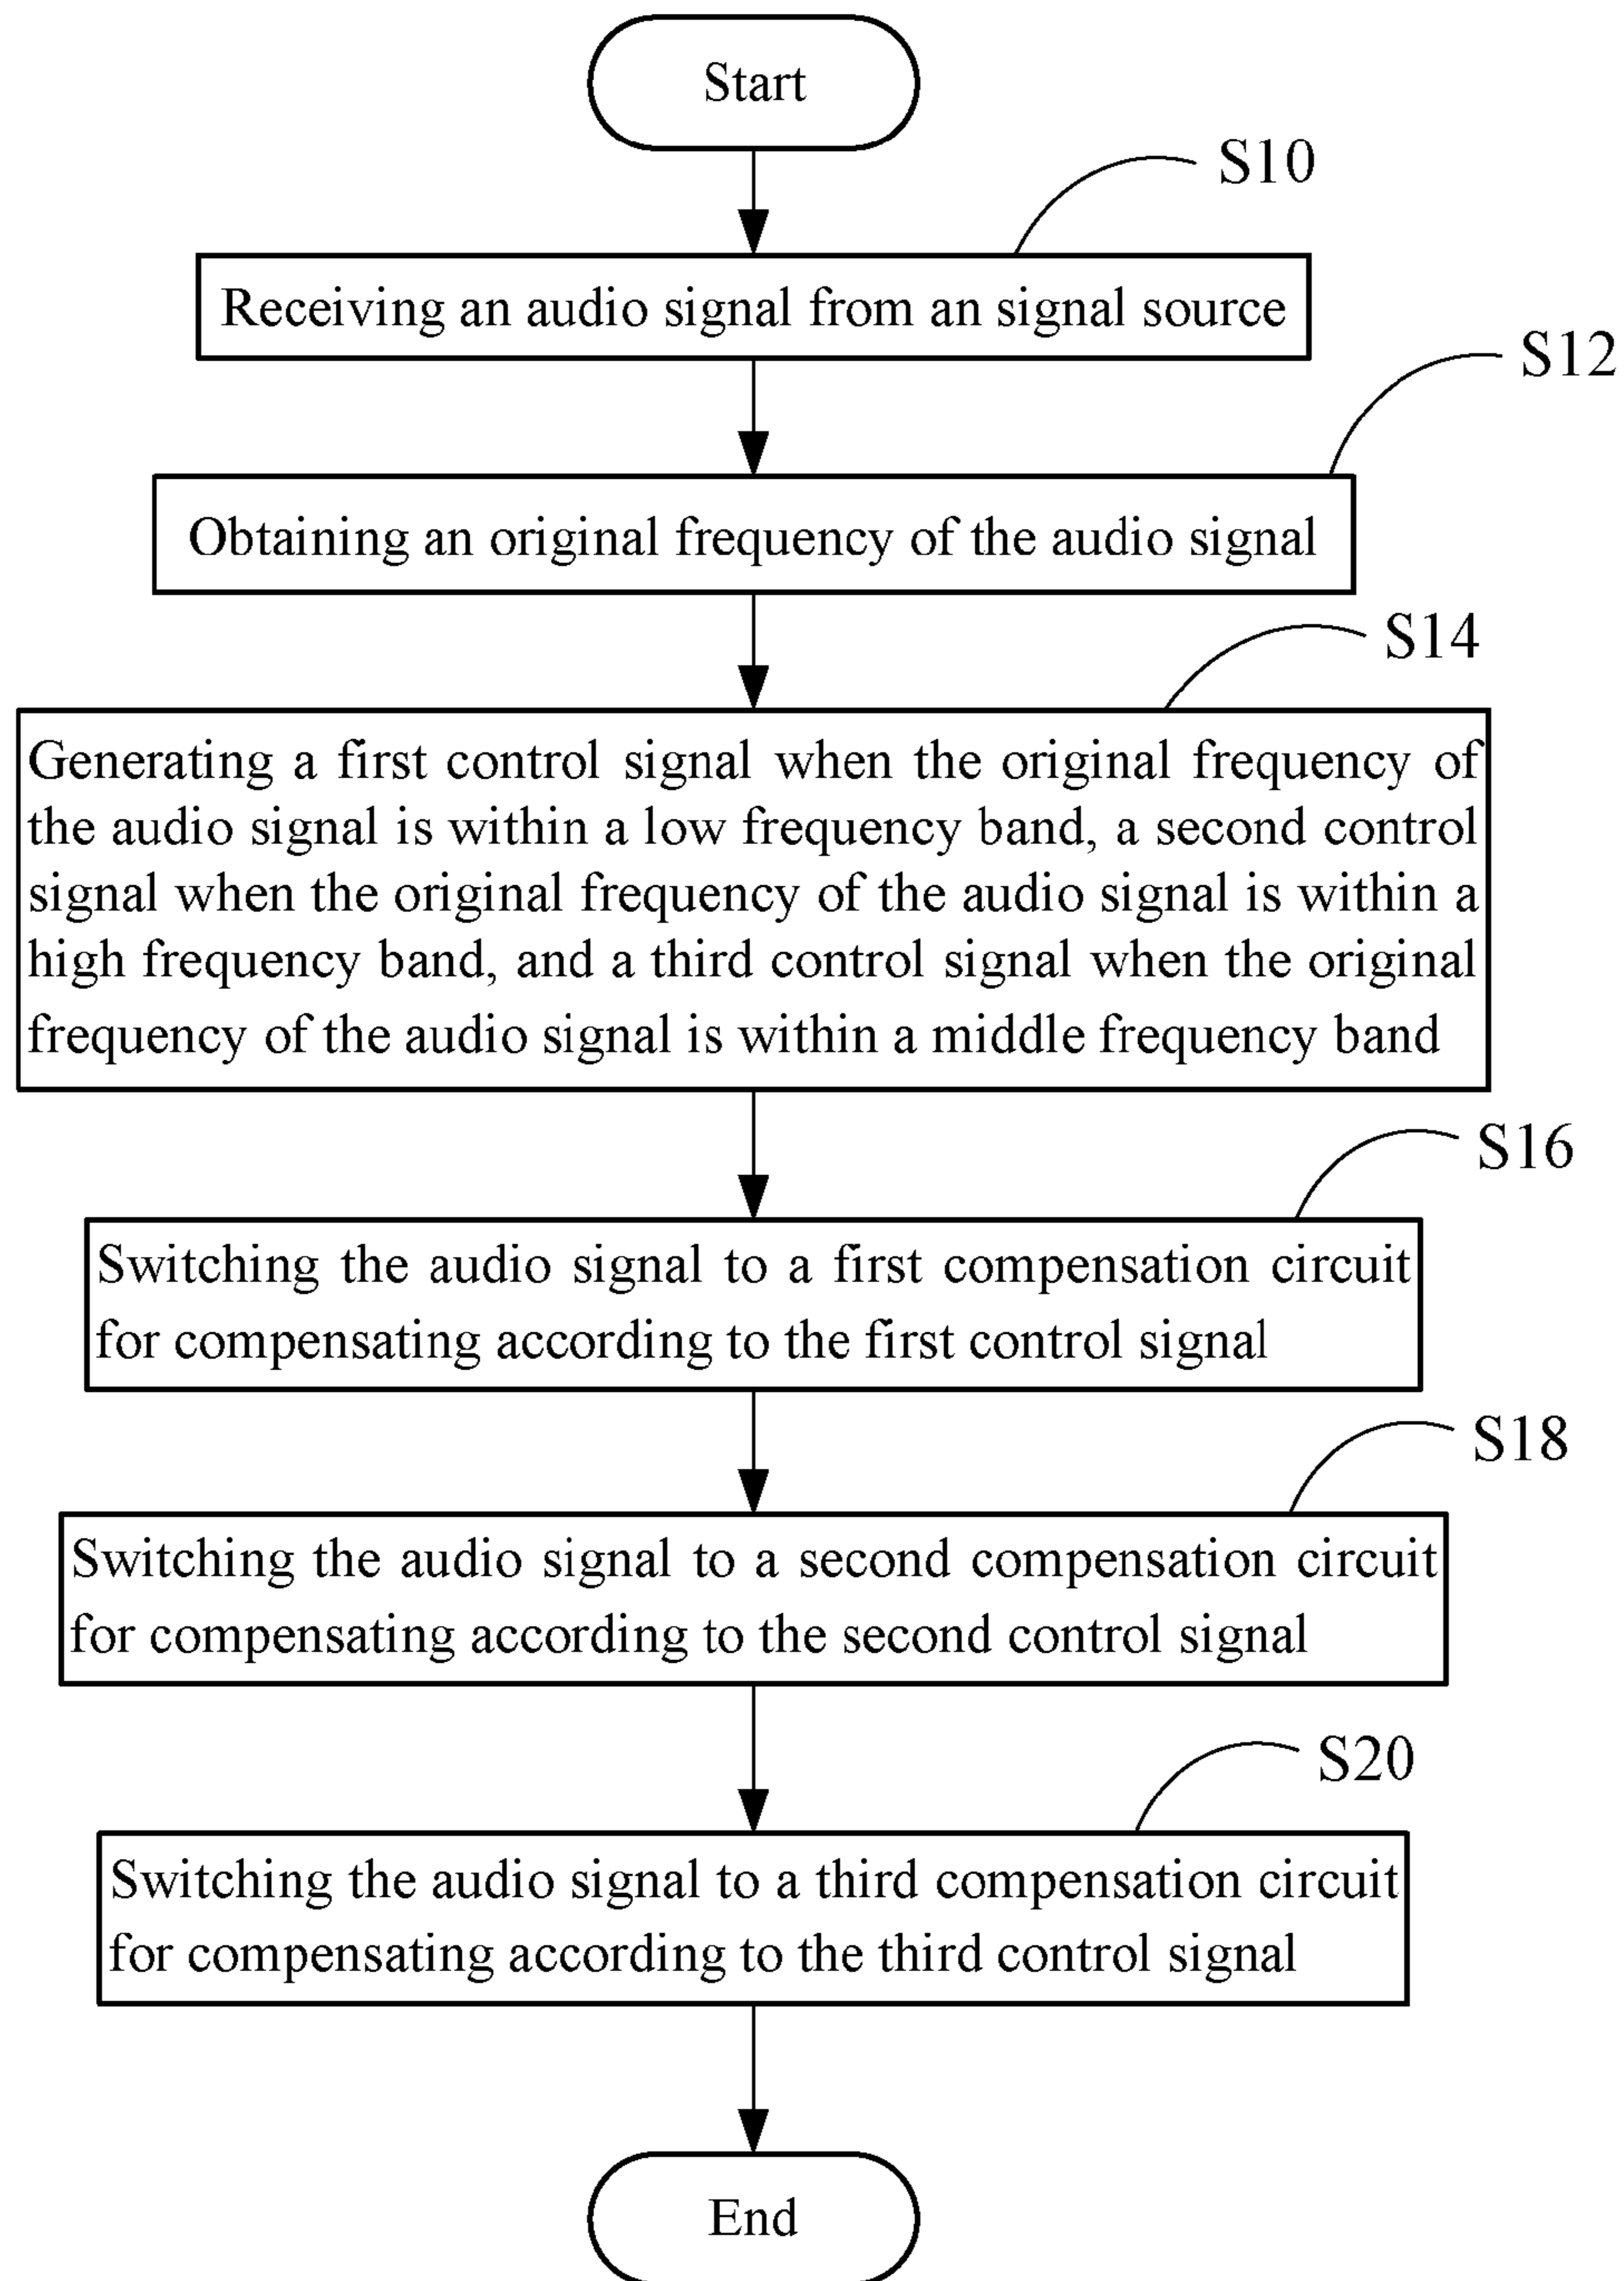 Start
S10
Receiving an audio signal from an signal source
S12
Obtaining an original frequency of the audio signal
S14
Generating a first control signal when the original frequency of
the audio signal is within a low frequency band, a second control
signal when the original frequency of the audio signal is within a
high frequency band, and a third control signal when the original
frequency of the audio signal is within a middle frequency band
S16
Switching the audio signal to a first compensation circuit
for compensating according to the first control signal
S18
Switching the audio signal to a second compensation circuit
for compensating according to the second control signal
S20
Switching the audio signal to a third compensation circuit
for compensating according to the third control signal
End